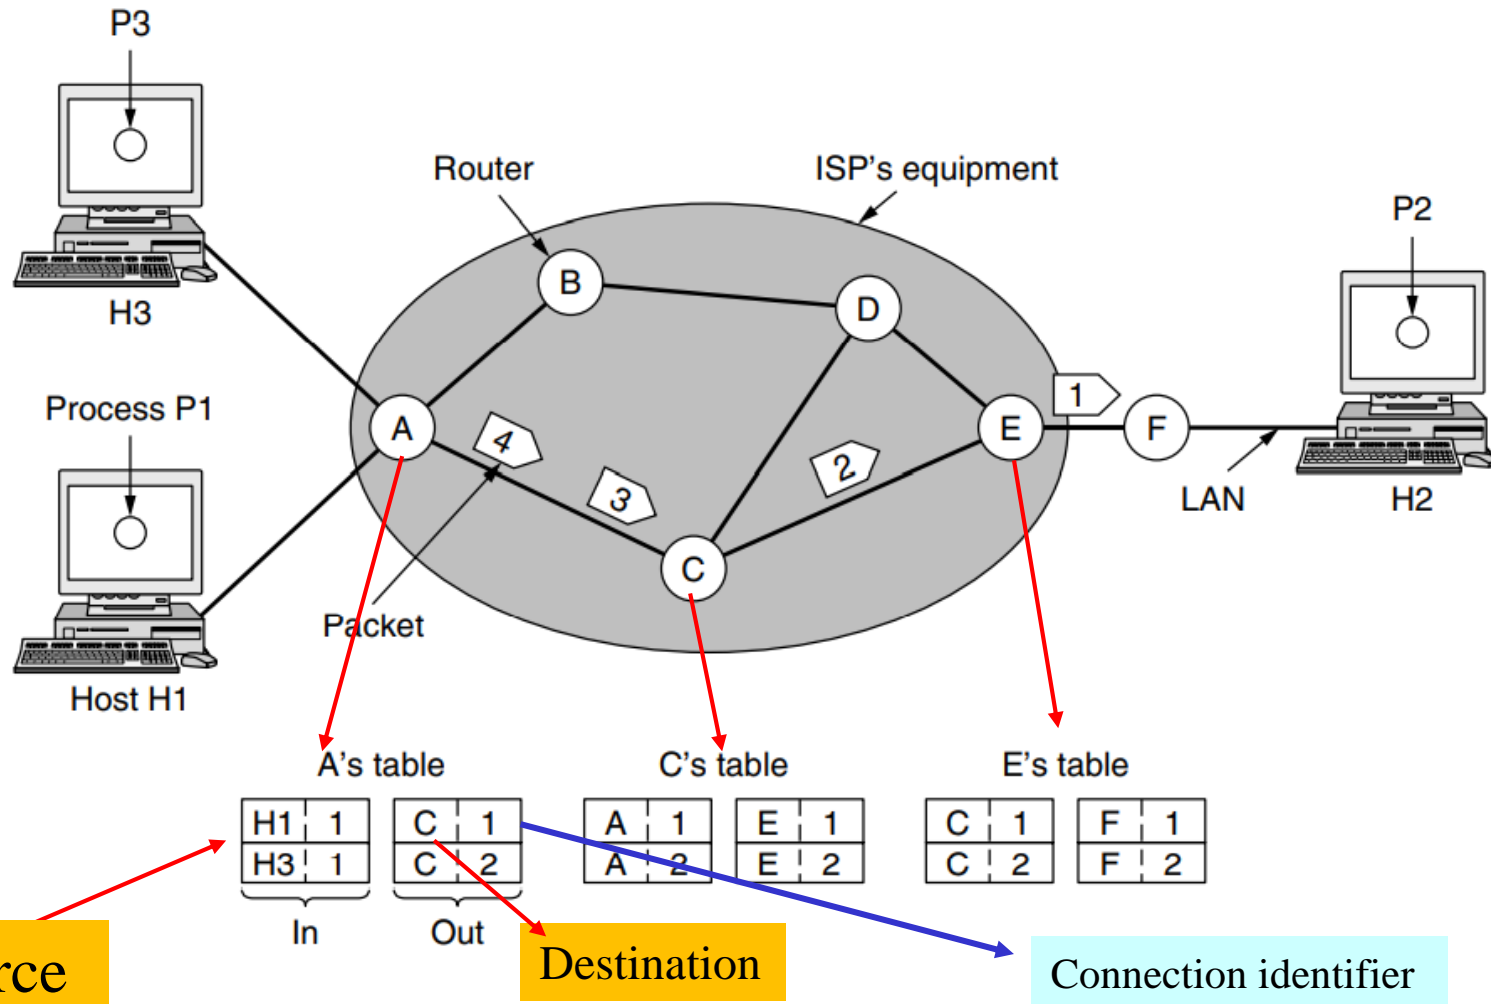 P3
Router
ISP's equipment
P2
B
D
H3
Process P1
1
A
4
E
F
2
3
LAN
H2
C
Packet
Host H1
A's table
C's table
E's table
H1 1 C 1 A 1 E 1 C 1 F 1
H3 1 C 2 A 2 E 2 C 2 F 2
In
Out
rce
Destination
Connection identifier